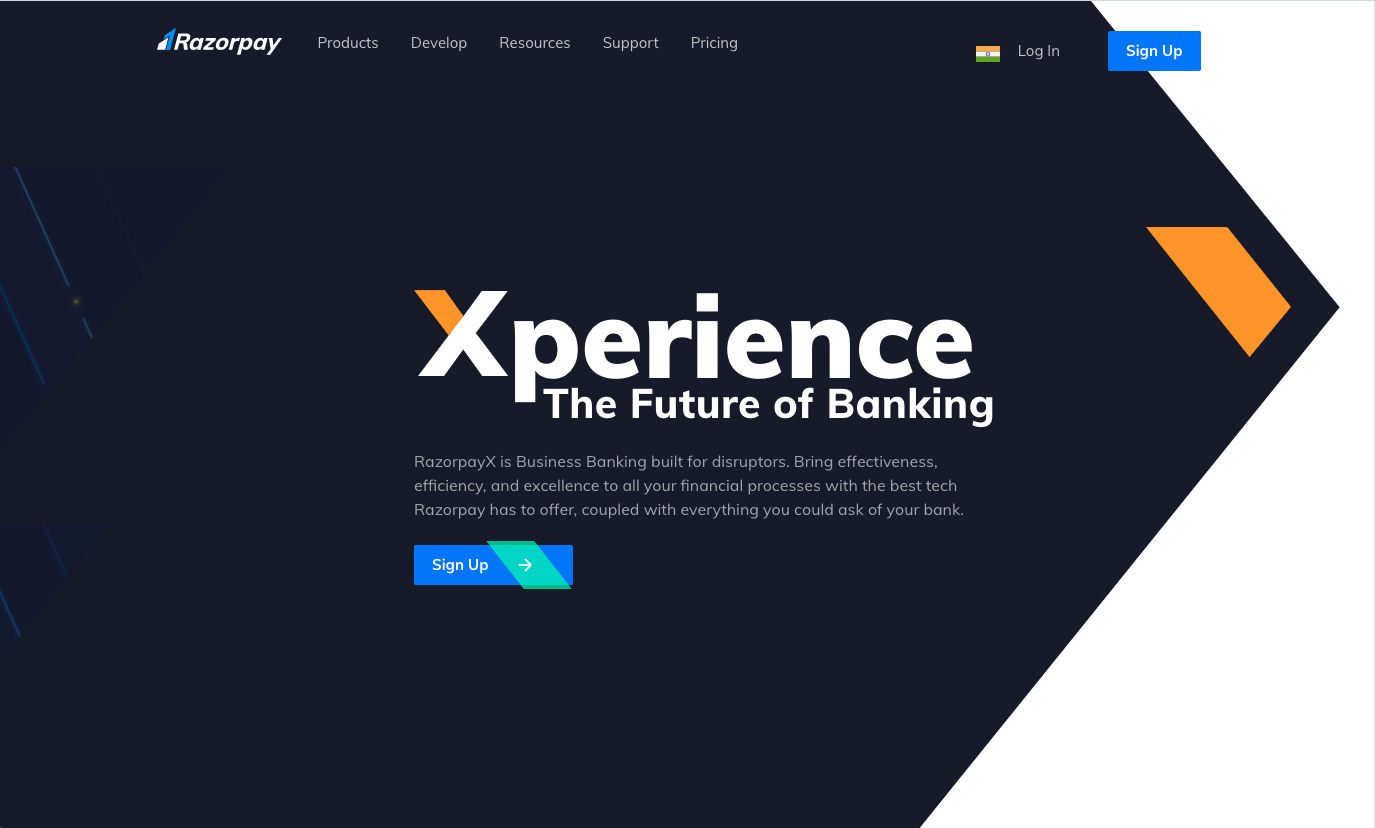 Razorpay Products Develop Resources Support Pricing Log In Sign Up
Xperience
The Future of Banking
RazorpayX is Business Banking built for disruptors. Bring effectiveness,
efficiency, and excellence to all your financial processes with the best tech
Razorpay has to offer, coupled with everything you could ask of your bank.
Sign Up